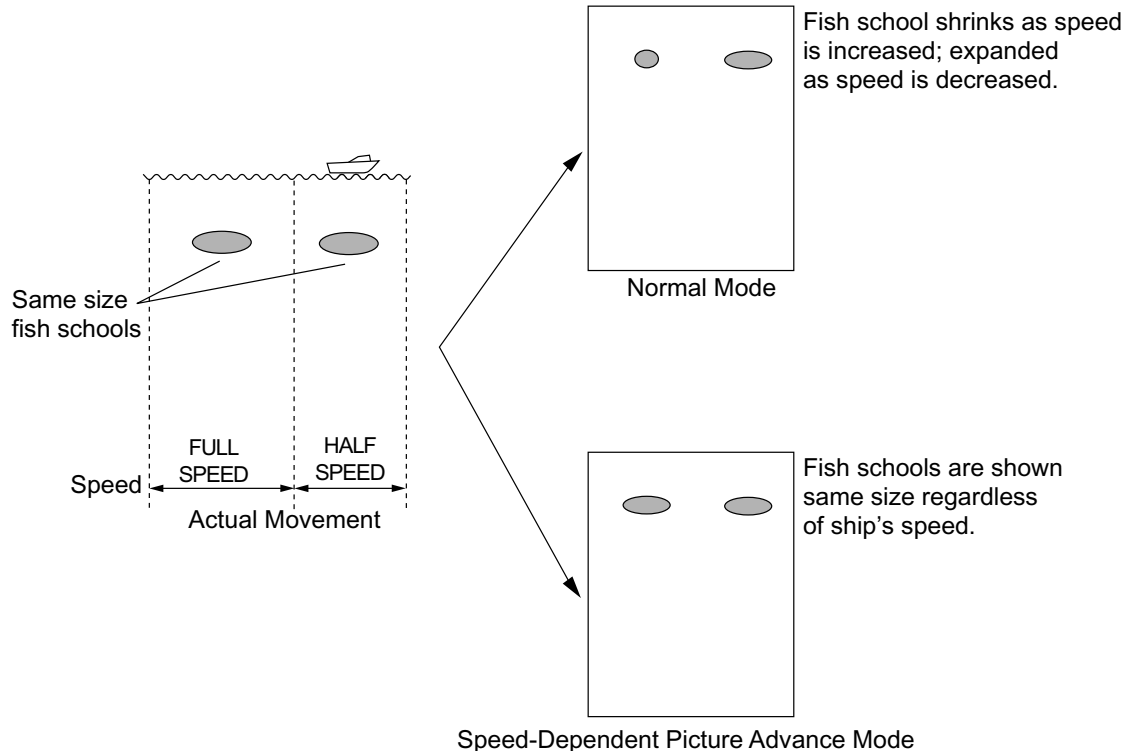 Fish school shrinks as speed
is increased; expanded
as speed is decreased.
Normal Mode
Same size
fish schools
FULL
SPEED
HALF
SPEED
Speed
Actual Movement
Fish schools are shown
same size regardless
of ship's speed.
Speed-Dependent Picture Advance Mode